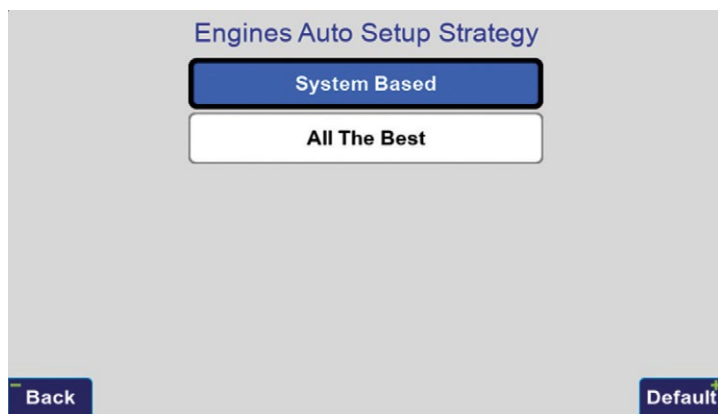 Engines Auto Setup Strategy
System Based
All The Best
Back
Default